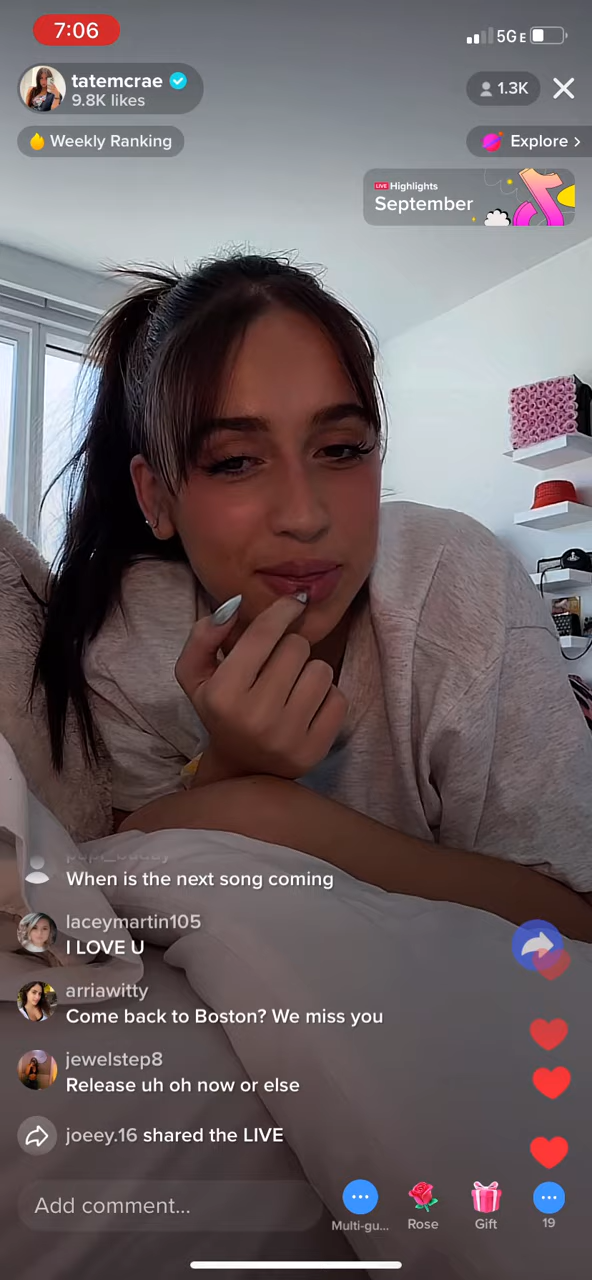 7:06
5G E
tatemcrae
9.8K likes
1.3K
Weekly Ranking
Explore >
LIVE Highlights
September
When is the next song coming
laceymartin105
I LOVE U
arriawitty
Come back to Boston? We miss you
jewelstep8
Release uh oh now or else
joeey.16 shared the LIVE
Add comment...
Multi-gu...
Rose
Gift
19